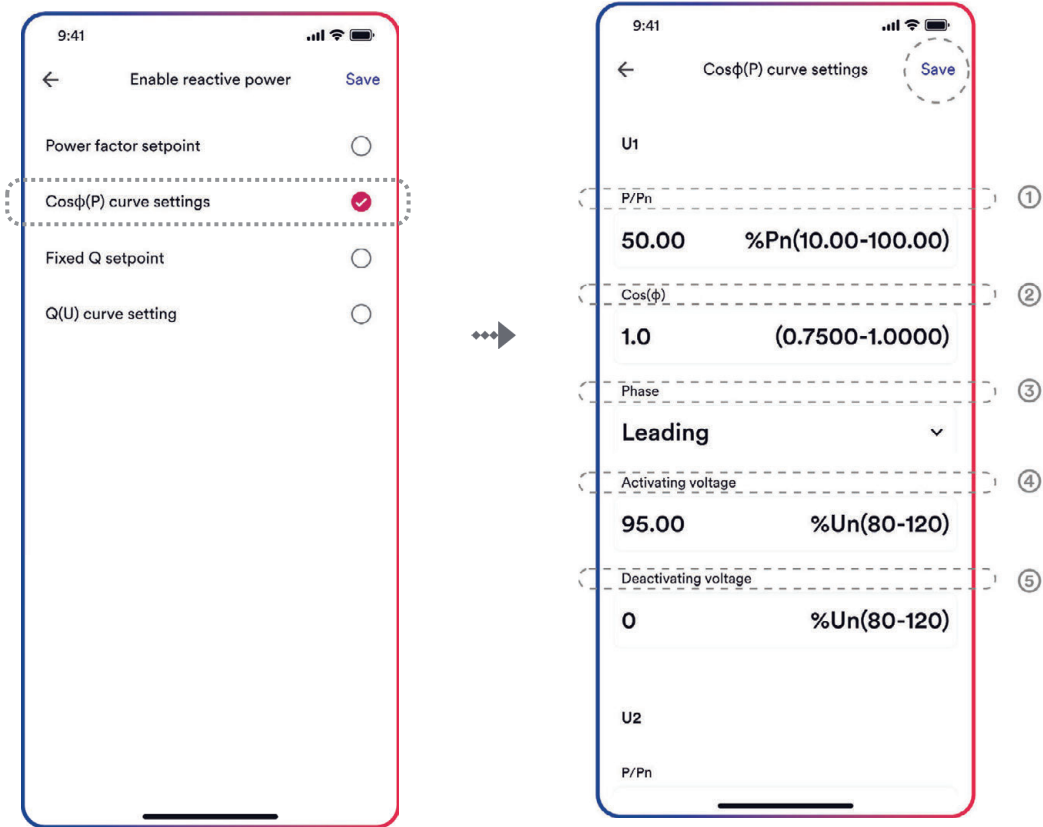 9:41
Enable reactive power Save
Power factor setpoint
Cosϕ(P) curve settings
Fixed Q setpoint
Q(U) curve setting
9:41
Cosϕ(P) curve settings Save
U1
P/Pn ①
50.00 %Pn(10.00-100.00)
Cos(ϕ) ②
1.0 (0.7500-1.0000)
Phase ③
Leading
Activating voltage ④
95.00 %Un(80-120)
Deactivating voltage ⑤
0 %Un(80-120)
U2
P/Pn